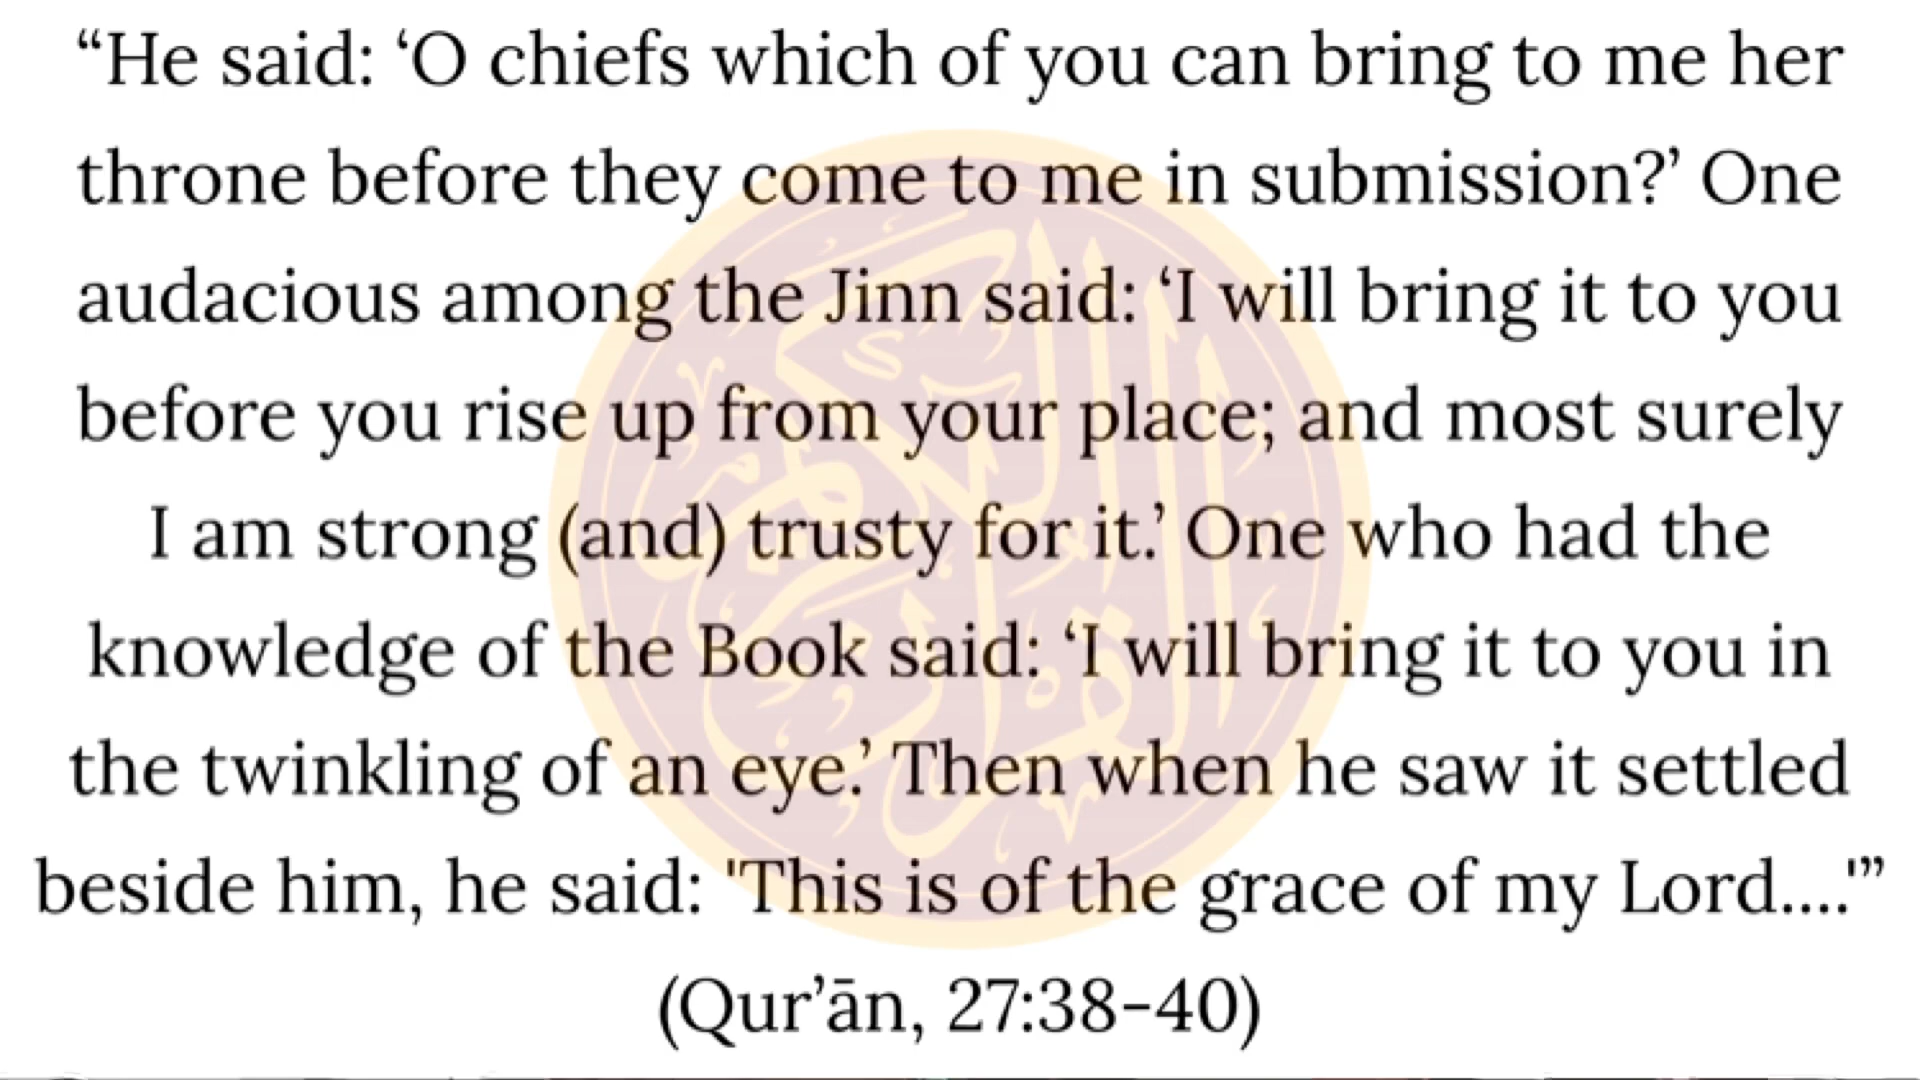 “He said: ‘O chiefs which of you can bring to me her
throne before they come to me in submission?’ One
audacious among the Jinn said: ‘I will bring it to you
before you rise up from your place; and most surely
I am strong (and) trusty for it.’ One who had the
knowledge of the Book said: ‘I will bring it to you in
the twinkling of an eye.’ Then when he saw it settled
beside him, he said: 'This is of the grace of my Lord....'”
(Qur’ān, 27:38-40)
القرآن الكريم